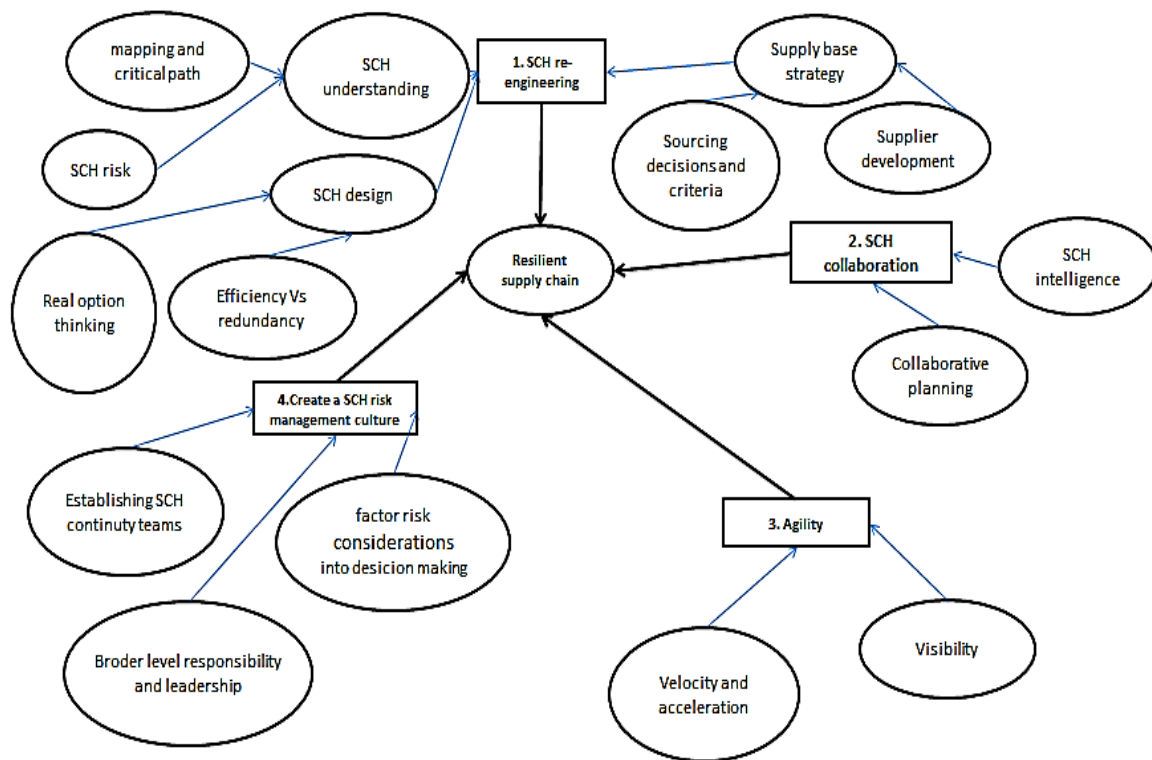 mapping and
critical path
SCH
understanding
1. SCH re-
engineering
Supply base
strategy
SCH risk
SCH design
Sourcing
decisions and
criteria
Supplier
development
Real option
thinking
Efficiency Vs
redundancy
Resilient
supply chain
2. SCH
collaboration
SCH
intelligence
Collaborative
planning
4.Create a SCH risk
management culture
Establishing SCH
continuty teams
factor risk
considerations
into desicion making
Broder level responsibility
and leadership
3. Agility
Velocity and
acceleration
Visibility